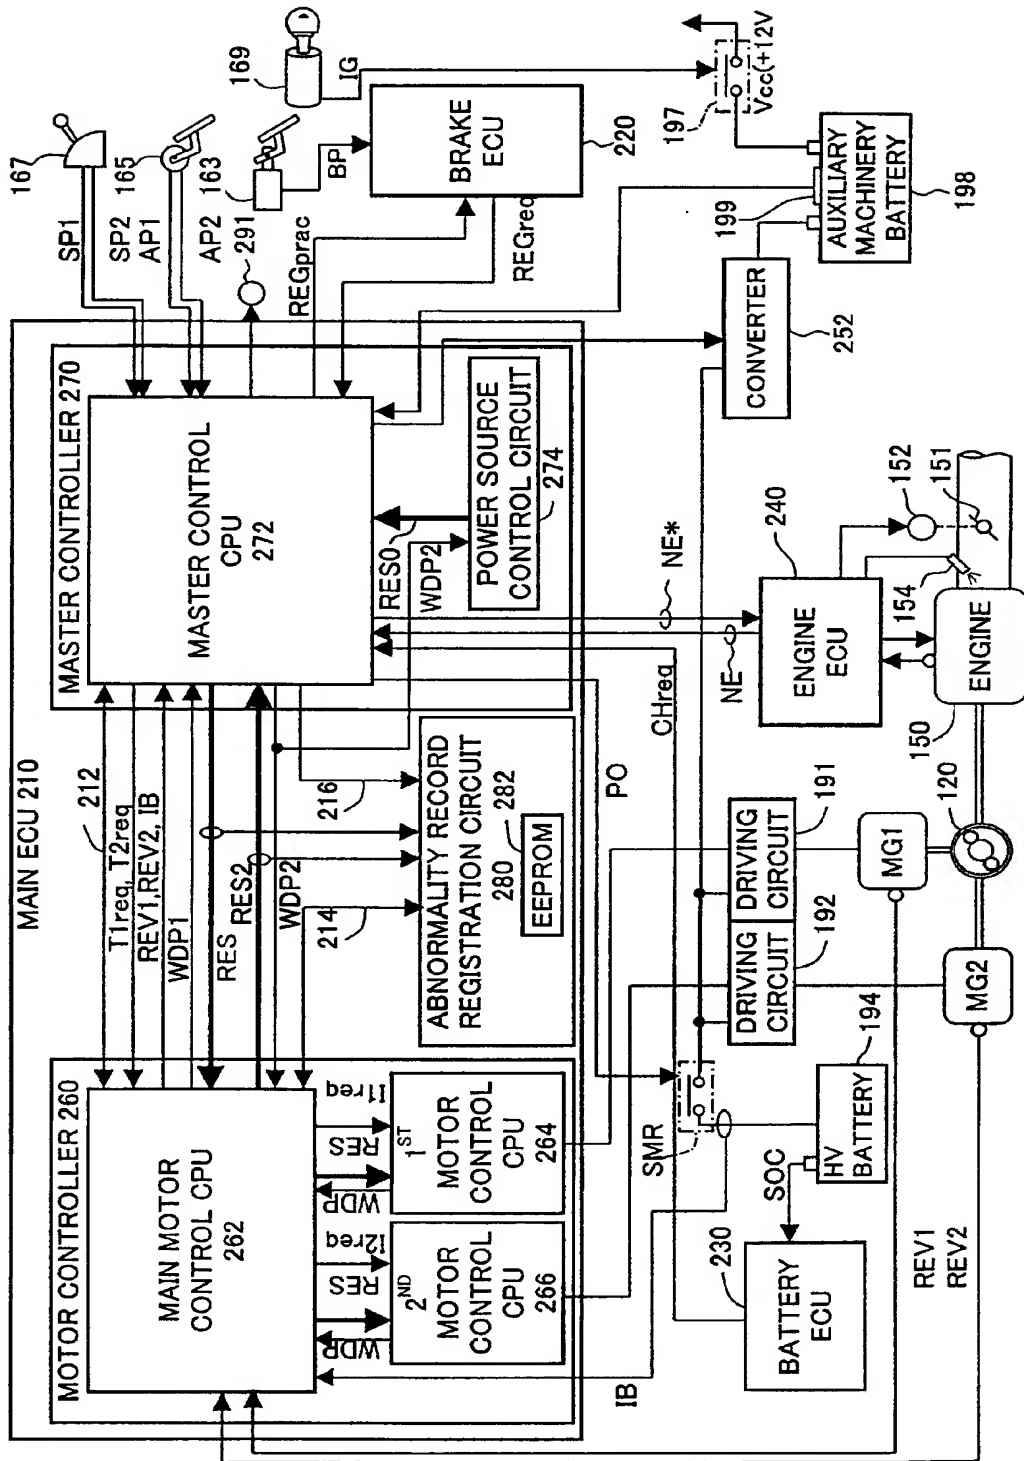 MAIN ECU 210
MOTOR CONTROLLER 260
MAIN MOTOR
CONTROL CPU
262
I1req
RES
WDP
I2req
RES
WDP
1ST
MOTOR
CONTROL
CPU
264
2ND
MOTOR
CONTROL
CPU
266
212
T1req, T2req
REV1,REV2, IB
WDP1
RES
RES2
WDP2
214
216
ABNORMALITY RECORD
REGISTRATION CIRCUIT
280
282
EEPROM
MASTER CONTROLLER 270
MASTER CONTROL
CPU
272
RES0
WDP2
POWER SOURCE
CONTROL CIRCUIT
274
167
SP1
SP2
165
AP1
AP2
163
291
169
IG
BP
BRAKE
ECU
220
REGprac
REGreq
197
Vcc(+12V
199
AUXILIARY
MACHINERY
BATTERY
198
CONVERTER
252
PO
CHreq
NE
NE*
240
ENGINE
ECU
152
151
154
ENGINE
150
120
DRIVING
CIRCUIT
191
DRIVING
CIRCUIT
192
MG1
MG2
194
SMR
HV
BATTERY
SOC
230
BATTERY
ECU
IB
REV1
REV2